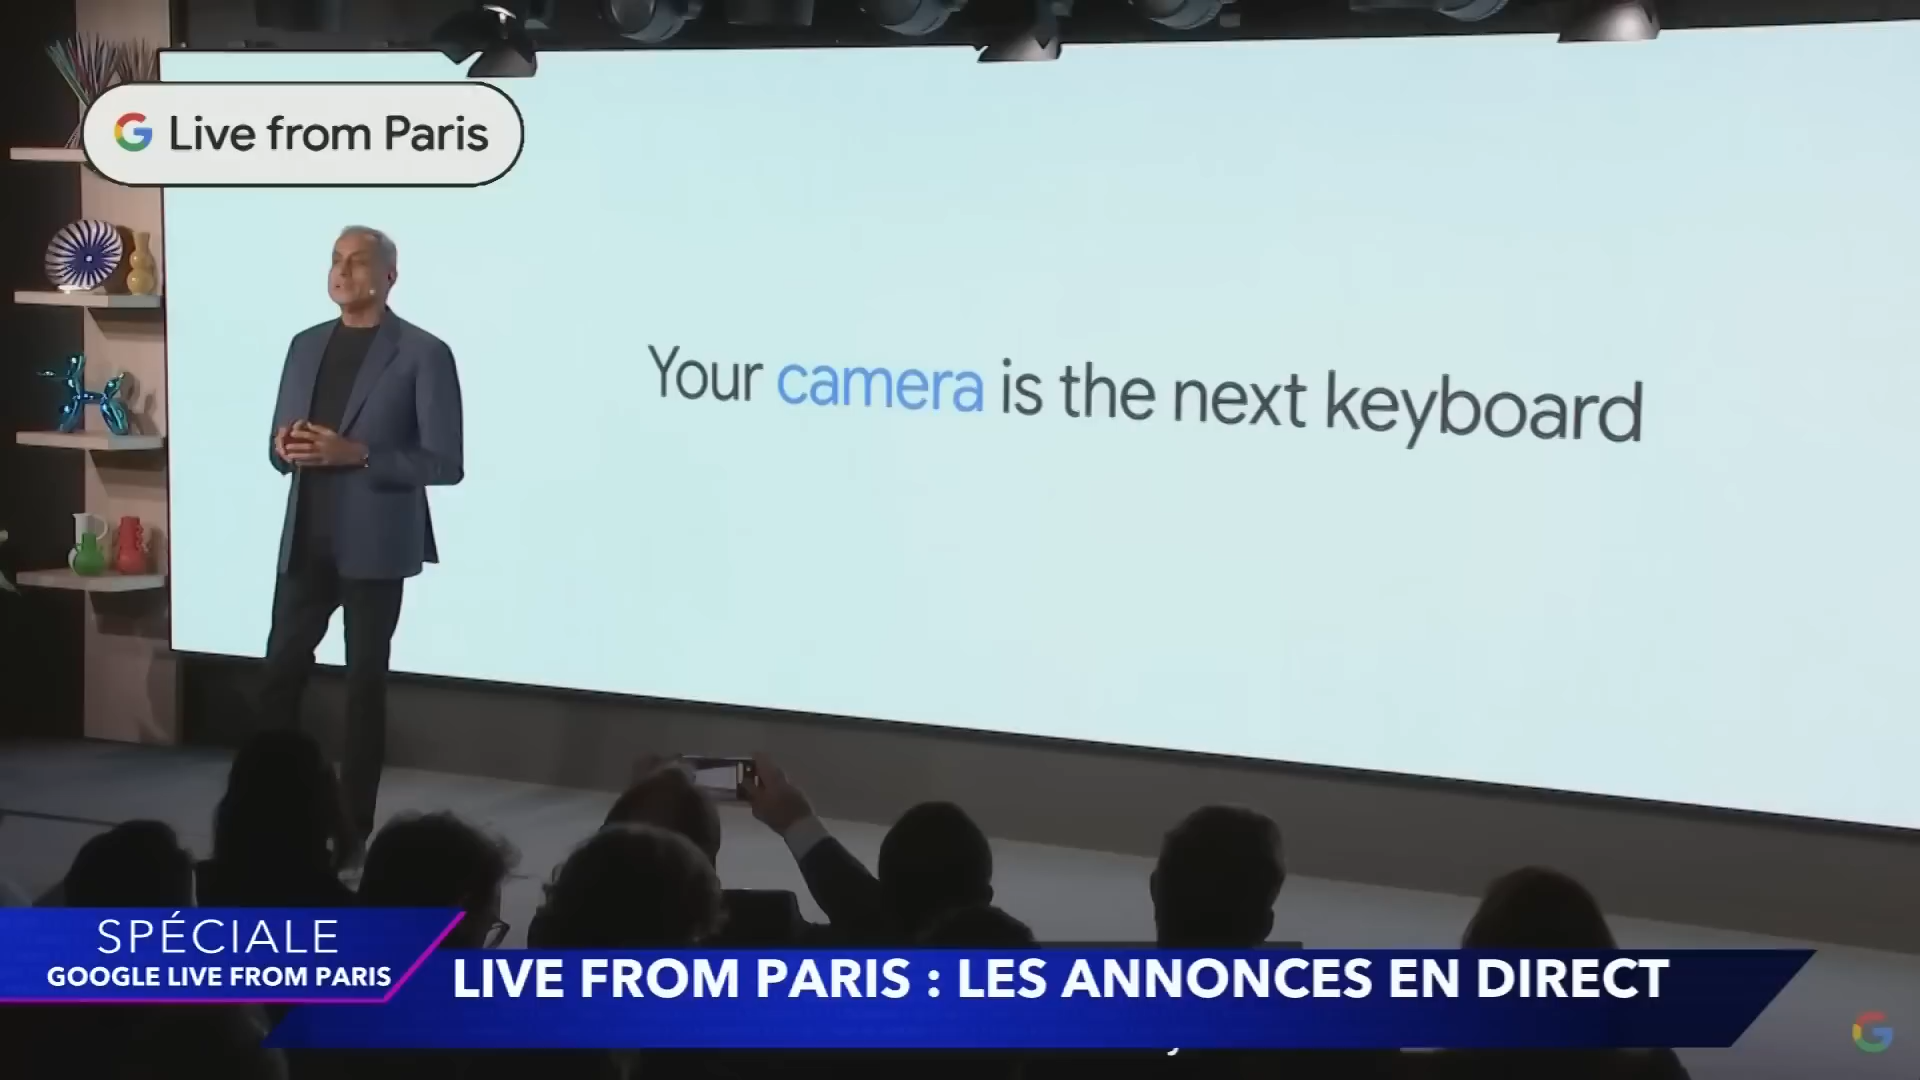 Live from Paris
Your camera is the next keyboard
SPÉCIALE
GOOGLE LIVE FROM PARIS
LIVE FROM PARIS : LES ANNONCES EN DIRECT